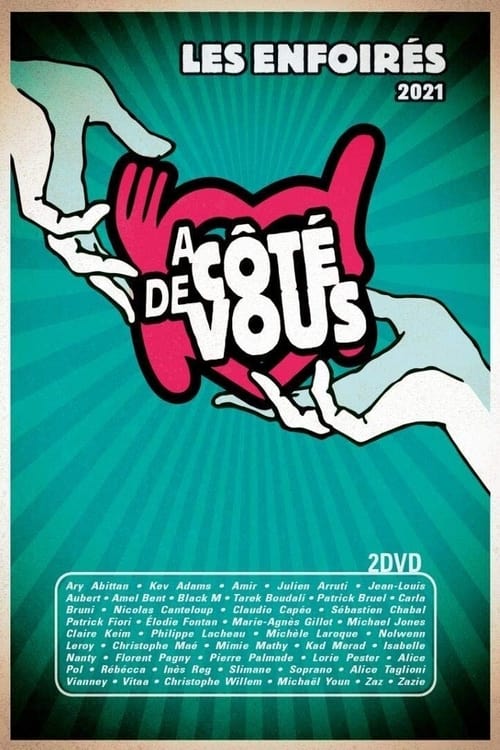 LES ENFOIRÉS
2021
A CÔTÉ
DE VOUS
2DVD
Ary Abittan • Kev Adams • Amir • Julien Arruti • Jean-Louis
Aubert • Amel Bent • Black M • Tarek Boudali • Patrick Bruel • Carla
Bruni • Nicolas Canteloup • Claudio Capéo • Sébastien Chabal
Patrick Fiori • Élodie Fontan • Marie-Agnès Gillot • Michael Jones
Claire Keim • Philippe Lacheau • Michèle Laroque • Nolwenn
Leroy • Christophe Maé • Mimie Mathy • Kad Merad • Isabelle
Nanty • Florent Pagny • Pierre Palmade • Lorie Pester • Alice
Pol • Rébecca • Inès Reg • Slimane • Soprano • Alice Taglioni
Vianney • Vitaa • Christophe Willem • Michaël Youn • Zaz • Zazie